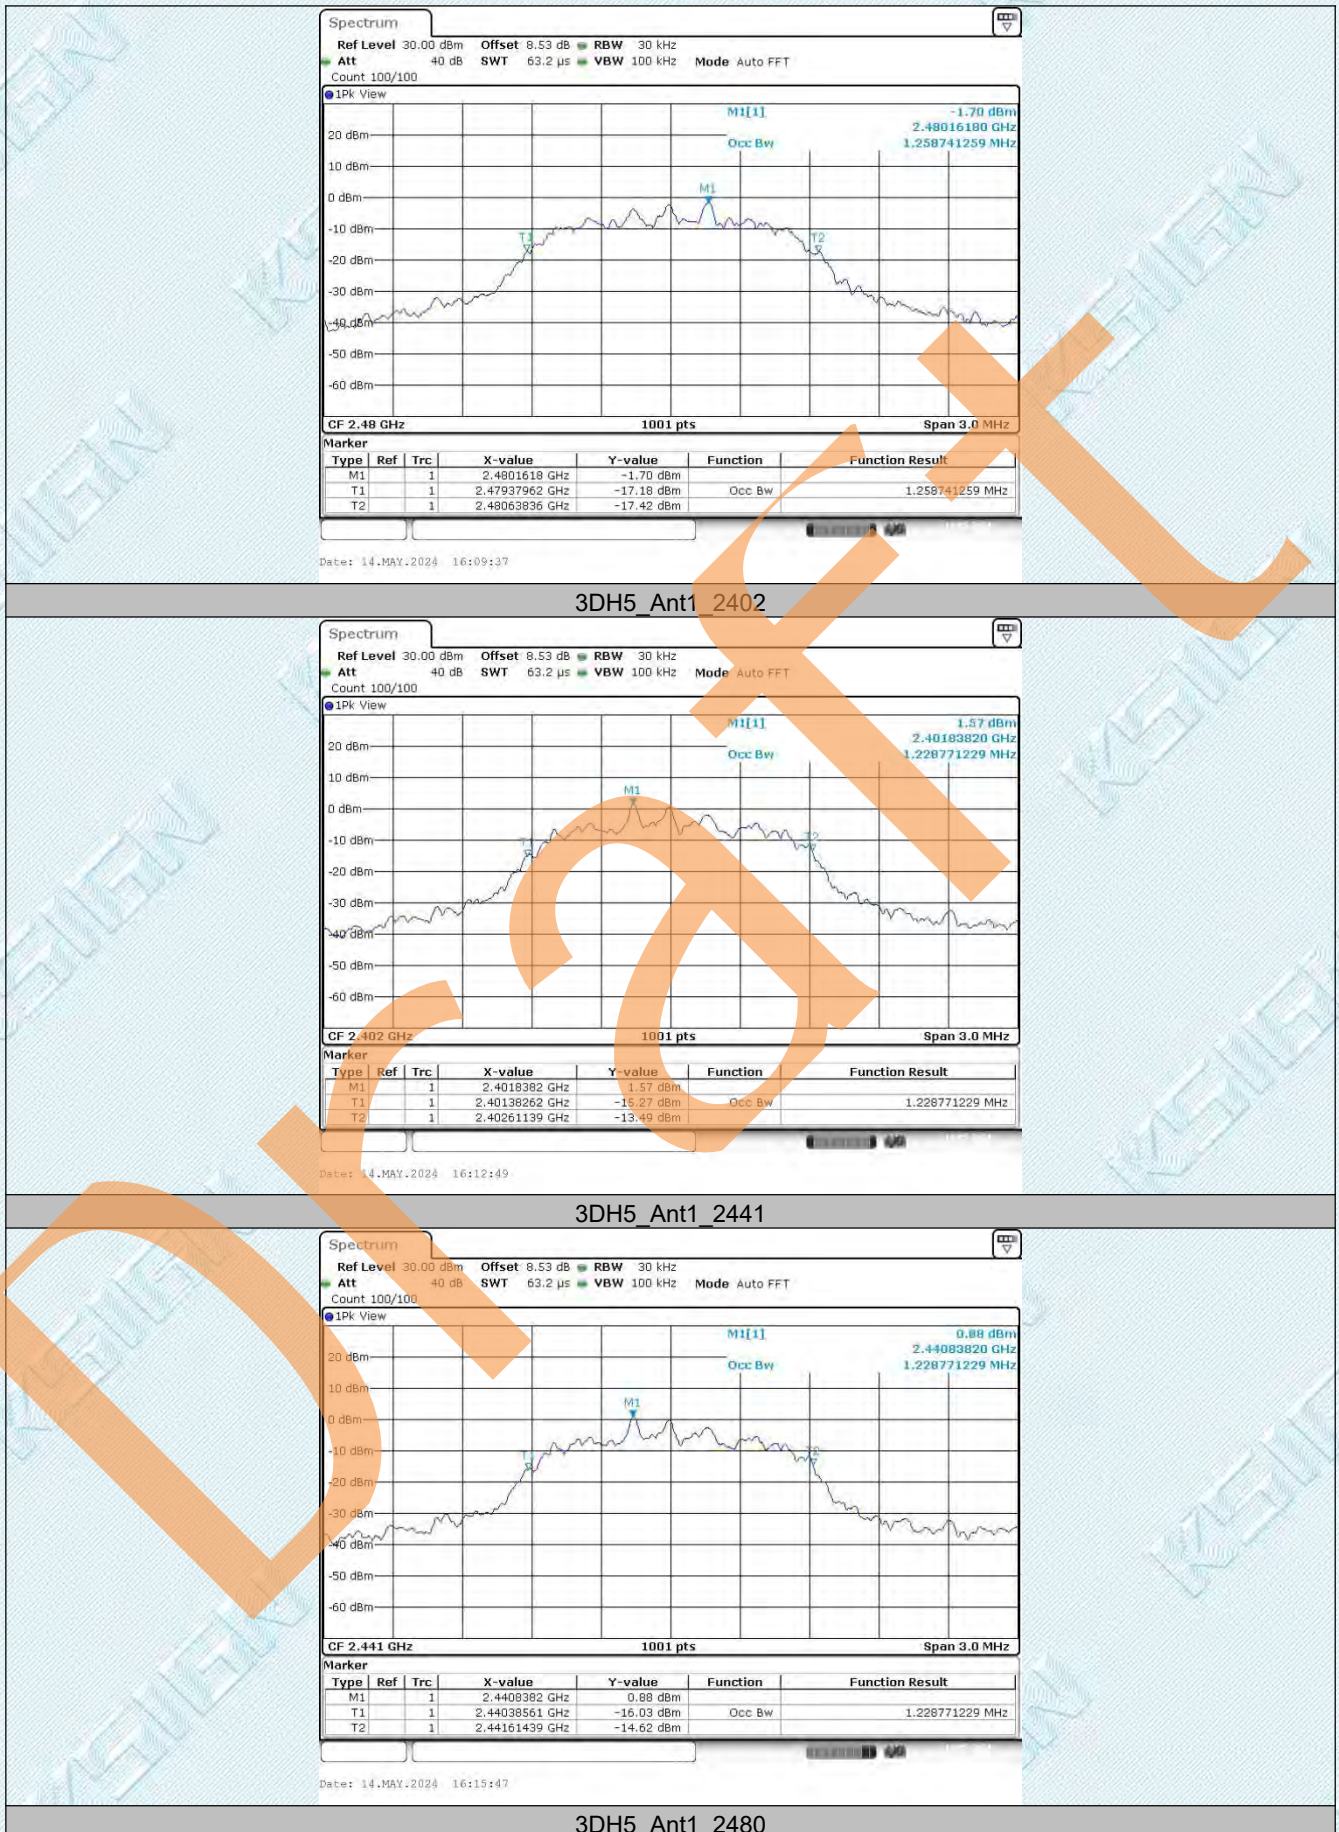 Spectrum
Ref Level 30.00 dBm Offset 8.53 dB RBW 30 kHz
Att 40 dB SWT 63.2 µs VBW 100 kHz Mode Auto FFT
Count 100/100
1Pk View
M1[1] -1.70 dBm
2.48016180 GHz
20 dBm
Occ Bw 1.258741259 MHz
10 dBm
M1
0 dBm
-10 dBm
T1 T2
-20 dBm
-30 dBm
-40 dBm
-50 dBm
-60 dBm
CF 2.48 GHz 1001 pts Span 3.0 MHz
Marker
Type Ref Trc X-value Y-value Function Function Result
M1 1 2.4801618 GHz -1.70 dBm
T1 1 2.47937962 GHz -17.18 dBm Occ Bw 1.258741259 MHz
T2 1 2.48063836 GHz -17.42 dBm
Date: 14.MAY.2024 16:09:37
3DH5_Ant1_2402
Spectrum
Ref Level 30.00 dBm Offset 8.53 dB RBW 30 kHz
Att 40 dB SWT 63.2 µs VBW 100 kHz Mode Auto FFT
Count 100/100
1Pk View
M1[1] 1.57 dBm
2.40183820 GHz
20 dBm
Occ Bw 1.228771229 MHz
10 dBm
M1
0 dBm
-10 dBm
T1 T2
-20 dBm
-30 dBm
-40 dBm
-50 dBm
-60 dBm
CF 2.402 GHz 1001 pts Span 3.0 MHz
Marker
Type Ref Trc X-value Y-value Function Function Result
M1 1 2.4018382 GHz 1.57 dBm
T1 1 2.40138262 GHz -15.27 dBm Occ Bw 1.228771229 MHz
T2 1 2.40261139 GHz -13.49 dBm
Date: 14.MAY.2024 16:12:49
3DH5_Ant1_2441
Spectrum
Ref Level 30.00 dBm Offset 8.53 dB RBW 30 kHz
Att 40 dB SWT 63.2 µs VBW 100 kHz Mode Auto FFT
Count 100/100
1Pk View
M1[1] 0.88 dBm
2.44083820 GHz
20 dBm
Occ Bw 1.228771229 MHz
10 dBm
M1
0 dBm
-10 dBm
T1 T2
-20 dBm
-30 dBm
-40 dBm
-50 dBm
-60 dBm
CF 2.441 GHz 1001 pts Span 3.0 MHz
Marker
Type Ref Trc X-value Y-value Function Function Result
M1 1 2.4408382 GHz 0.88 dBm
T1 1 2.44038561 GHz -16.03 dBm Occ Bw 1.228771229 MHz
T2 1 2.44161439 GHz -14.62 dBm
Date: 14.MAY.2024 16:15:47
3DH5_Ant1_2480
Draft
KSIGN